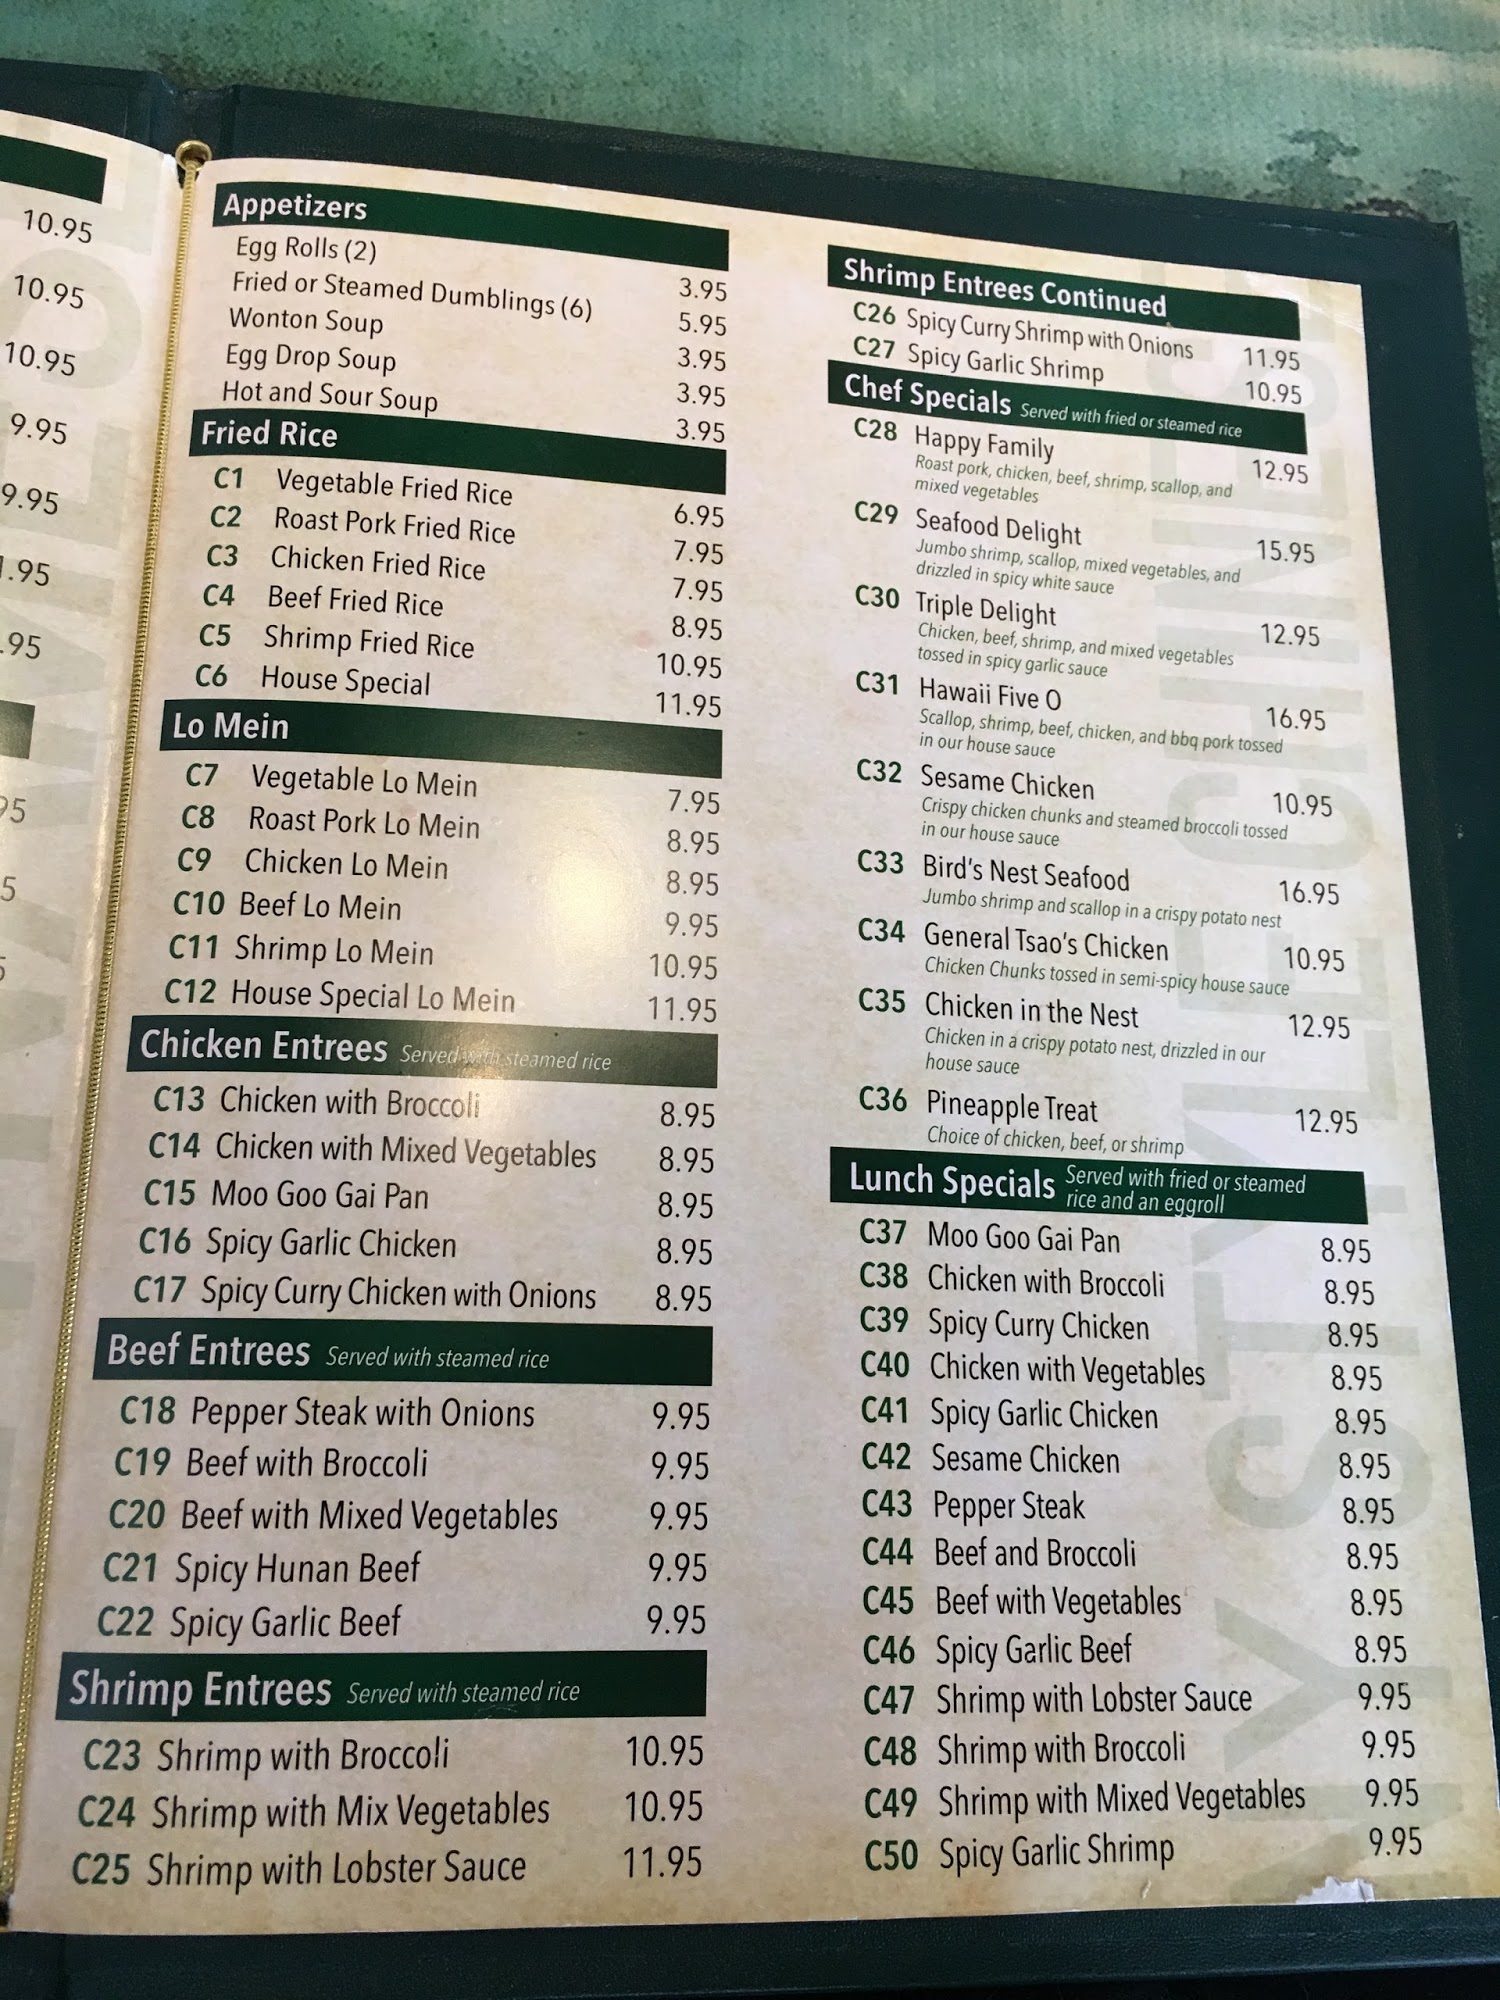 10.95
10.95
10.95
9.95
9.95
.95
.95
95
5
5
Appetizers
Egg Rolls (2) 3.95
Fried or Steamed Dumblings (6) 5.95
Wonton Soup 3.95
Egg Drop Soup 3.95
Hot and Sour Soup 3.95
Fried Rice
C1 Vegetable Fried Rice 6.95
C2 Roast Pork Fried Rice 7.95
C3 Chicken Fried Rice 7.95
C4 Beef Fried Rice 8.95
C5 Shrimp Fried Rice 10.95
C6 House Special 11.95
Lo Mein
C7 Vegetable Lo Mein 7.95
C8 Roast Pork Lo Mein 8.95
C9 Chicken Lo Mein 8.95
C10 Beef Lo Mein 9.95
C11 Shrimp Lo Mein 10.95
C12 House Special Lo Mein 11.95
Chicken Entrees Served with steamed rice
C13 Chicken with Broccoli 8.95
C14 Chicken with Mixed Vegetables 8.95
C15 Moo Goo Gai Pan 8.95
C16 Spicy Garlic Chicken 8.95
C17 Spicy Curry Chicken with Onions 8.95
Beef Entrees Served with steamed rice
C18 Pepper Steak with Onions 9.95
C19 Beef with Broccoli 9.95
C20 Beef with Mixed Vegetables 9.95
C21 Spicy Hunan Beef 9.95
C22 Spicy Garlic Beef 9.95
Shrimp Entrees Served with steamed rice
C23 Shrimp with Broccoli 10.95
C24 Shrimp with Mix Vegetables 10.95
C25 Shrimp with Lobster Sauce 11.95
Shrimp Entrees Continued
C26 Spicy Curry Shrimp with Onions 11.95
C27 Spicy Garlic Shrimp 10.95
Chef Specials Served with fried or steamed rice
C28 Happy Family 12.95
Roast pork, chicken, beef, shrimp, scallop, and
mixed vegetables
C29 Seafood Delight 15.95
Jumbo shrimp, scallop, mixed vegetables, and
drizzled in spicy white sauce
C30 Triple Delight 12.95
Chicken, beef, shrimp, and mixed vegetables
tossed in spicy garlic sauce
C31 Hawaii Five O 16.95
Scallop, shrimp, beef, chicken, and bbq pork tossed
in our house sauce
C32 Sesame Chicken 10.95
Crispy chicken chunks and steamed broccoli tossed
in our house sauce
C33 Bird's Nest Seafood 16.95
Jumbo shrimp and scallop in a crispy potato nest
C34 General Tsao's Chicken 10.95
Chicken Chunks tossed in semi-spicy house sauce
C35 Chicken in the Nest 12.95
Chicken in a crispy potato nest, drizzled in our
house sauce
C36 Pineapple Treat 12.95
Choice of chicken, beef, or shrimp
Lunch Specials Served with fried or steamed
rice and an eggroll
C37 Moo Goo Gai Pan 8.95
C38 Chicken with Broccoli 8.95
C39 Spicy Curry Chicken 8.95
C40 Chicken with Vegetables 8.95
C41 Spicy Garlic Chicken 8.95
C42 Sesame Chicken 8.95
C43 Pepper Steak 8.95
C44 Beef and Broccoli 8.95
C45 Beef with Vegetables 8.95
C46 Spicy Garlic Beef 8.95
C47 Shrimp with Lobster Sauce 9.95
C48 Shrimp with Broccoli 9.95
C49 Shrimp with Mixed Vegetables 9.95
C50 Spicy Garlic Shrimp 9.95
NY STYLE CHINESE